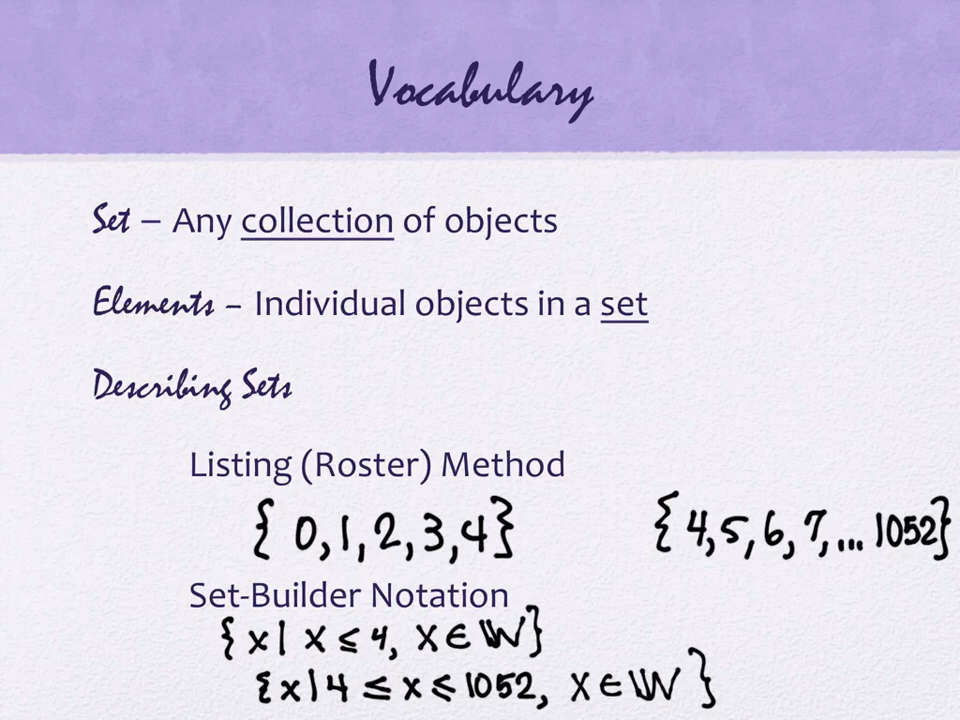 Vocabulary
Set – Any collection of objects
Elements – Individual objects in a set
Describing Sets
Listing (Roster) Method
{ 0, 1, 2, 3, 4 } { 4, 5, 6, 7, ... 1052 }
Set-Builder Notation
{ x | x ≤ 4, x ∈ 𝕎 }
{ x | 4 ≤ x ≤ 1052, x ∈ 𝕎 }